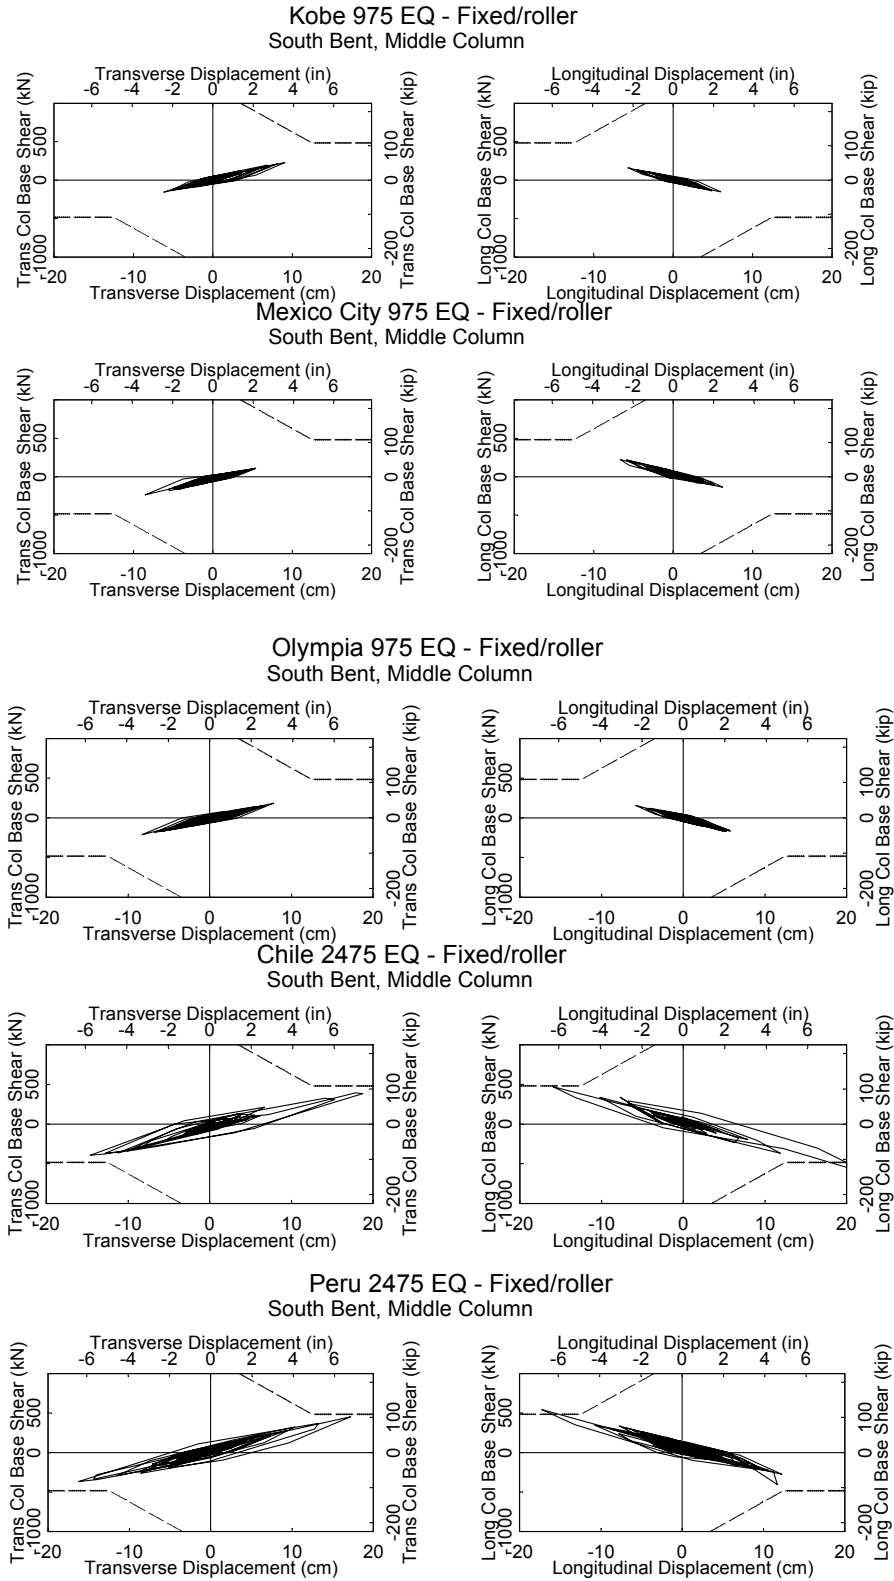 Kobe 975 EQ - Fixed/roller
South Bent, Middle Column
Transverse Displacement (in)
-6 -4 -2 0 2 4 6
Trans Col Base Shear (kN)
500
0
-1000
Trans Col Base Shear (kip)
100
0
-200
-20 -10 0 10 20
Transverse Displacement (cm)
Longitudinal Displacement (in)
-6 -4 -2 0 2 4 6
Long Col Base Shear (kN)
500
0
-1000
Long Col Base Shear (kip)
100
0
-200
-20 -10 0 10 20
Longitudinal Displacement (cm)
Mexico City 975 EQ - Fixed/roller
South Bent, Middle Column
Transverse Displacement (in)
-6 -4 -2 0 2 4 6
Trans Col Base Shear (kN)
500
0
-1000
Trans Col Base Shear (kip)
100
0
-200
-20 -10 0 10 20
Transverse Displacement (cm)
Longitudinal Displacement (in)
-6 -4 -2 0 2 4 6
Long Col Base Shear (kN)
500
0
-1000
Long Col Base Shear (kip)
100
0
-200
-20 -10 0 10 20
Longitudinal Displacement (cm)
Olympia 975 EQ - Fixed/roller
South Bent, Middle Column
Transverse Displacement (in)
-6 -4 -2 0 2 4 6
Trans Col Base Shear (kN)
500
0
-1000
Trans Col Base Shear (kip)
100
0
-200
-20 -10 0 10 20
Transverse Displacement (cm)
Longitudinal Displacement (in)
-6 -4 -2 0 2 4 6
Long Col Base Shear (kN)
500
0
-1000
Long Col Base Shear (kip)
100
0
-200
-20 -10 0 10 20
Longitudinal Displacement (cm)
Chile 2475 EQ - Fixed/roller
South Bent, Middle Column
Transverse Displacement (in)
-6 -4 -2 0 2 4 6
Trans Col Base Shear (kN)
500
0
-1000
Trans Col Base Shear (kip)
100
0
-200
-20 -10 0 10 20
Transverse Displacement (cm)
Longitudinal Displacement (in)
-6 -4 -2 0 2 4 6
Long Col Base Shear (kN)
500
0
-1000
Long Col Base Shear (kip)
100
0
-200
-20 -10 0 10 20
Longitudinal Displacement (cm)
Peru 2475 EQ - Fixed/roller
South Bent, Middle Column
Transverse Displacement (in)
-6 -4 -2 0 2 4 6
Trans Col Base Shear (kN)
500
0
-1000
Trans Col Base Shear (kip)
100
0
-200
-20 -10 0 10 20
Transverse Displacement (cm)
Longitudinal Displacement (in)
-6 -4 -2 0 2 4 6
Long Col Base Shear (kN)
500
0
-1000
Long Col Base Shear (kip)
100
0
-200
-20 -10 0 10 20
Longitudinal Displacement (cm)